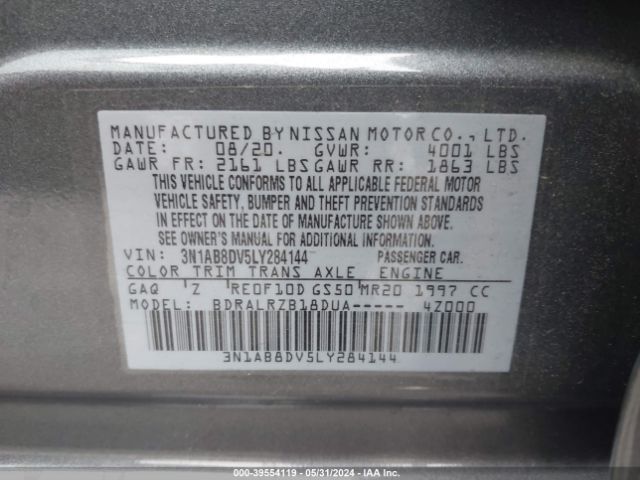 MANUFACTURED BY NISSAN MOTOR CO., LTD.
DATE: 08/20. GVWR: 4001 LBS
GAWR FR: 2161 LBS GAWR RR: 1863 LBS
THIS VEHICLE CONFORMS TO ALL APPLICABLE FEDERAL MOTOR
VEHICLE SAFETY, BUMPER AND THEFT PREVENTION STANDARDS
IN EFFECT ON THE DATE OF MANUFACTURE SHOWN ABOVE.
SEE OWNER'S MANUAL FOR ADDITIONAL INFORMATION.
VIN: 3N1AB8DV5LY284144 PASSENGER CAR.
COLOR TRIM TRANS AXLE ENGINE
GAQ Z RE0F10D GS50 MR20 1997 CC
MODEL: BDRALRZB18DUA----- 4Z000
3N1AB8DV5LY284144
000-39554119 - 05/31/2024 - IAA Inc.